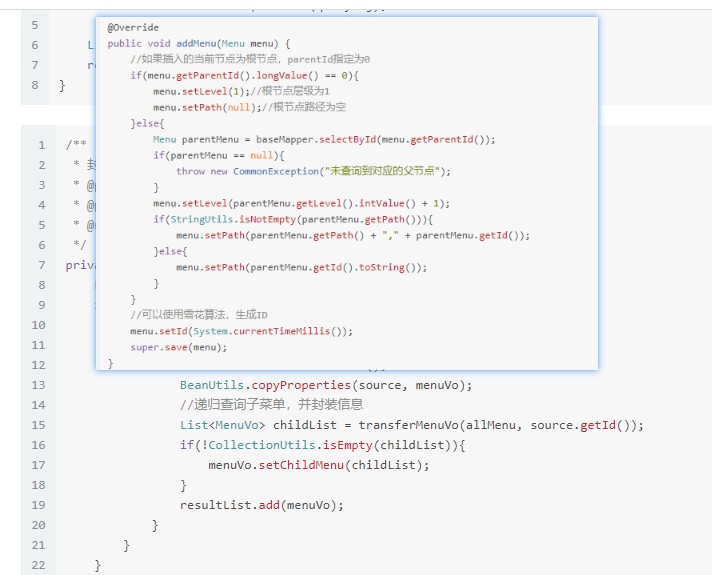 5
6
7
8 }
@Override
public void addMenu(Menu menu) {
//如果插入的当前节点为根节点，parentId指定为0
if(menu.getParentId().longValue() == 0){
menu.setLevel(1);//根节点层级为1
menu.setPath(null);//根节点路径为空
}else{
Menu parentMenu = baseMapper.selectById(menu.getParentId());
if(parentMenu == null){
throw new CommonException("未查询到对应的父节点");
}
menu.setLevel(parentMenu.getLevel().intValue() + 1);
if(StringUtils.isNotEmpty(parentMenu.getPath())){
menu.setPath(parentMenu.getPath() + "," + parentMenu.getId());
}else{
menu.setPath(parentMenu.getId().toString());
}
}
//可以使用雪花算法，生成ID
menu.setId(System.currentTimeMillis());
super.save(menu);
}
1 /**
2 * 封
3 * @
4 * @
5 * @
6 */
7 priva
8
9
10
11
12
13 BeanUtils.copyProperties(source, menuVo);
14 //递归查询子菜单，并封装信息
15 List<MenuVo> childList = transferMenuVo(allMenu, source.getId());
16 if(!CollectionUtils.isEmpty(childList)){
17 menuVo.setChildMenu(childList);
18 }
19 resultList.add(menuVo);
20 }
21 }
22 }